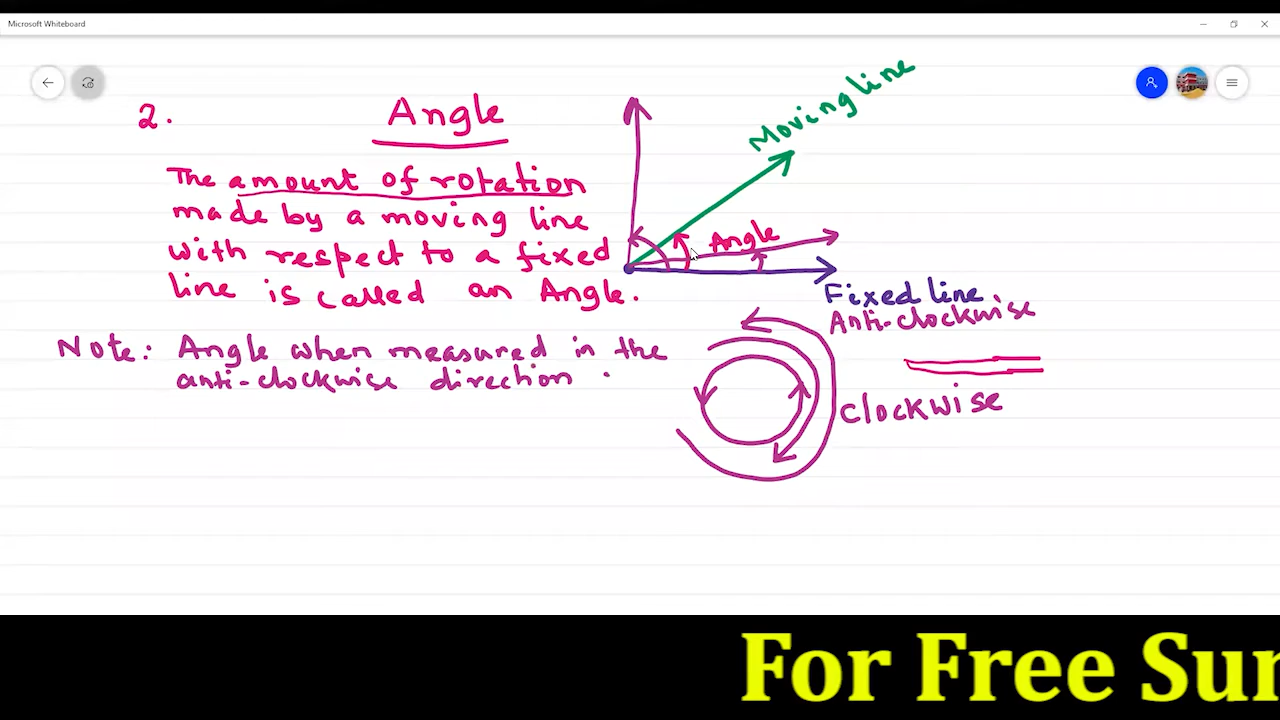 Microsoft Whiteboard
2. Angle
The amount of rotation
made by a moving line
with respect to a fixed
line is called an Angle.
Moving line
Angle
Fixed line
Anti-clockwise
Clockwise
Note: Angle when measured in the
anti-clockwise direction.
For Free Sur